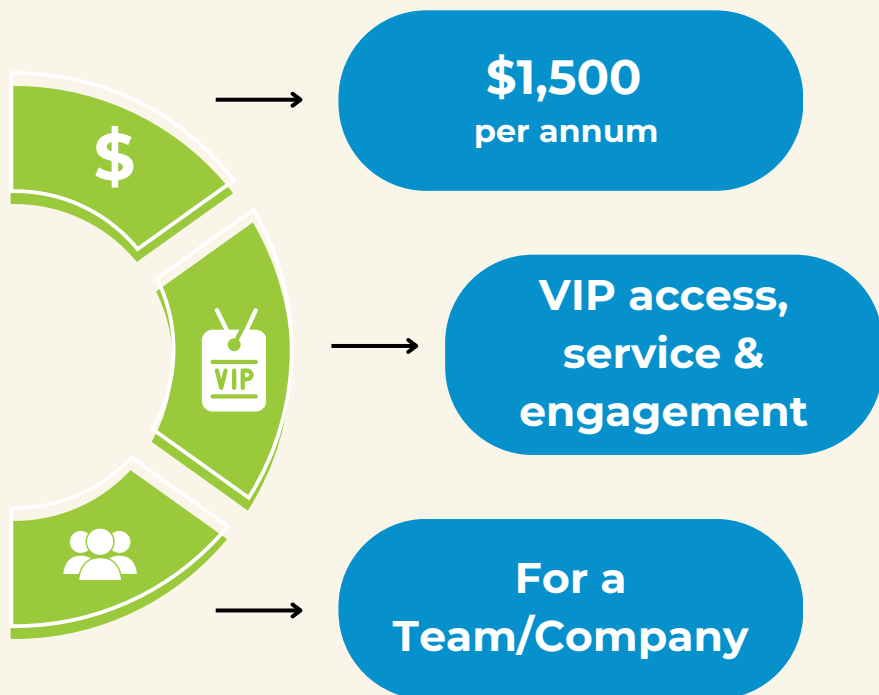 $
$1,500
per annum
VIP
VIP access,
service &
engagement
For a
Team/Company